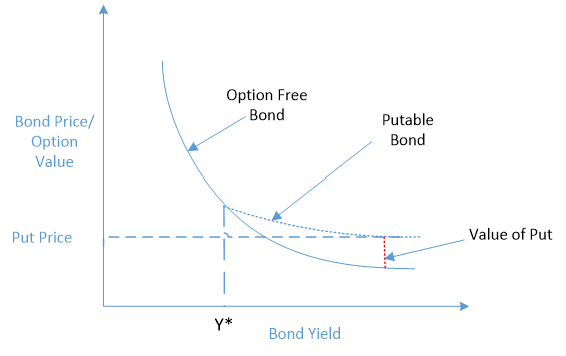 Option Free
Bond
Putable
Bond
Bond Price/
Option
Value
Put Price
Value of Put
Y*
Bond Yield